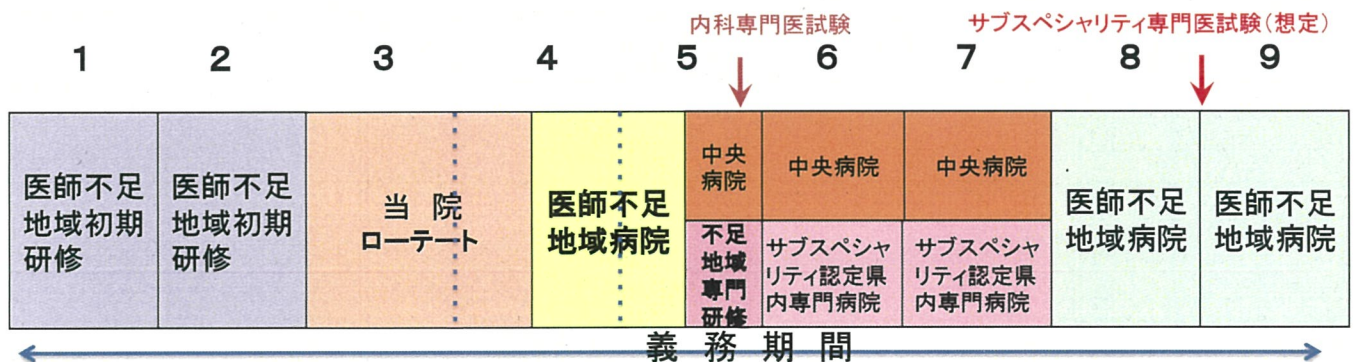 内科専門医試験
サブスペシャリティ専門医試験(想定)
1 2 3 4 5 6 7 8 9
医師不足
地域初期
研修
医師不足
地域初期
研修
当 院
ローテート
医師不足
地域病院
中央
病院
不足
地域
専門
研修
中央病院
サブスペシャ
リティ認定県
内専門病院
中央病院
サブスペシャ
リティ認定県
内専門病院
医師不足
地域病院
医師不足
地域病院
義 務 期 間